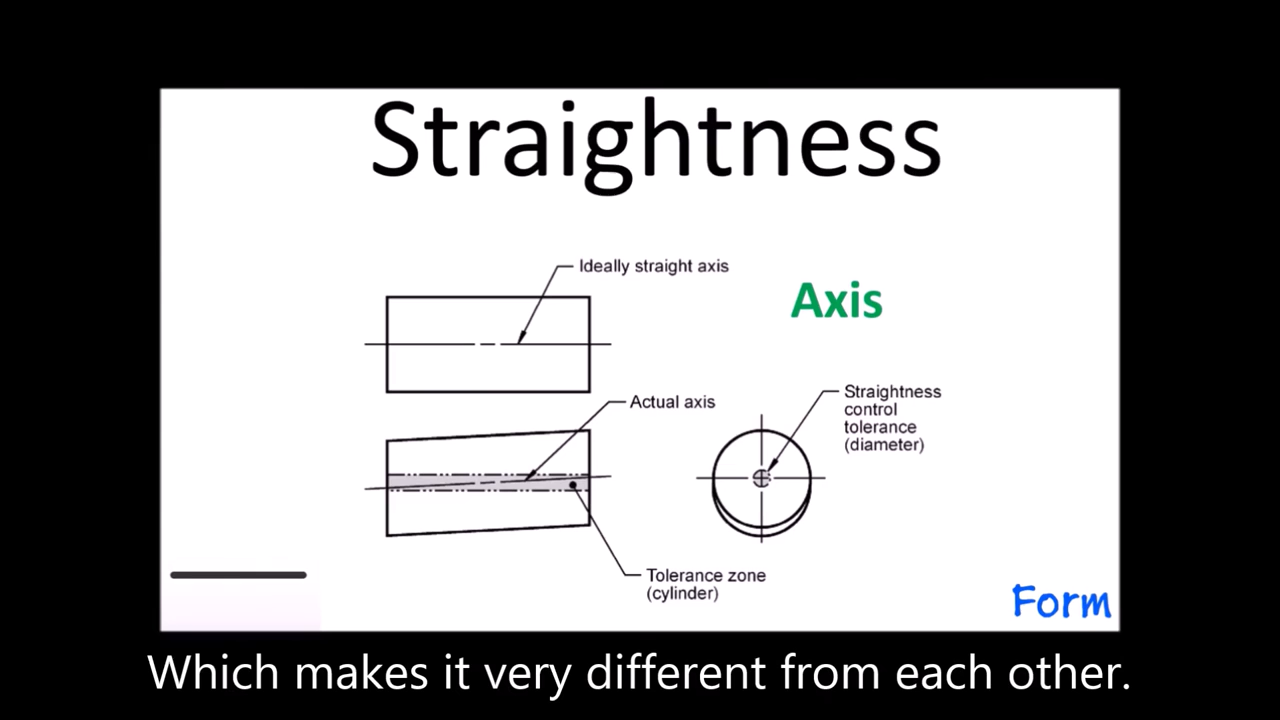 Straightness
Ideally straight axis
Axis
Actual axis
Straightness
control
tolerance
(diameter)
Tolerance zone
(cylinder)
Form
Which makes it very different from each other.